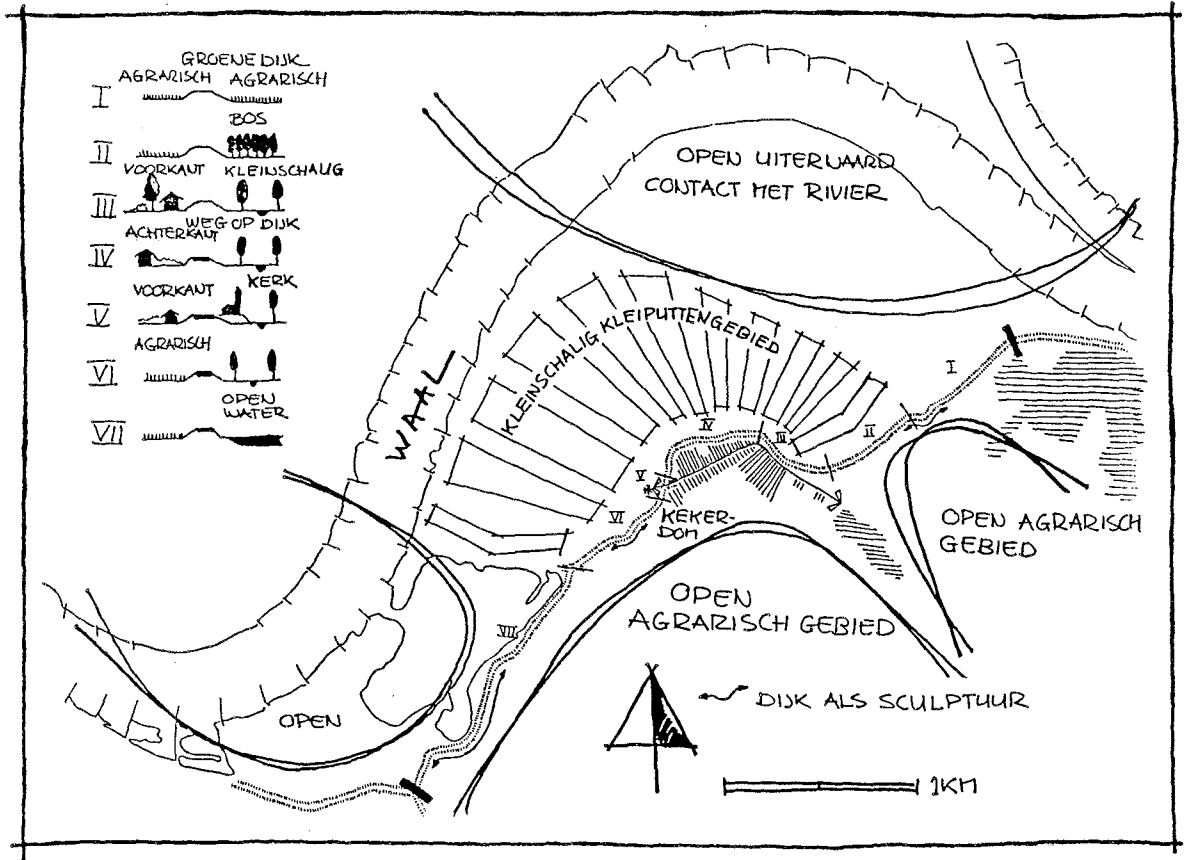 GROENE DIJK
AGRARISCH AGRARISCH
I
BOS
II
VOORKANT KLEINSCHALIG
III
WEG OP DIJK
ACHTERKANT
IV
KERK
VOORKANT
V
AGRARISCH
VI
OPEN
WATER
VII
OPEN UITERWAARD
CONTACT MET RIVIER
KLEINSCHALIG KLEIPUTTENGEBIED
WAAL
I
II
III
IV
V
VI
VII
KEKER-
DOM
OPEN AGRARISCH
GEBIED
OPEN
AGRARISCH GEBIED
OPEN
DIJK ALS SCULPTUUR
1KM